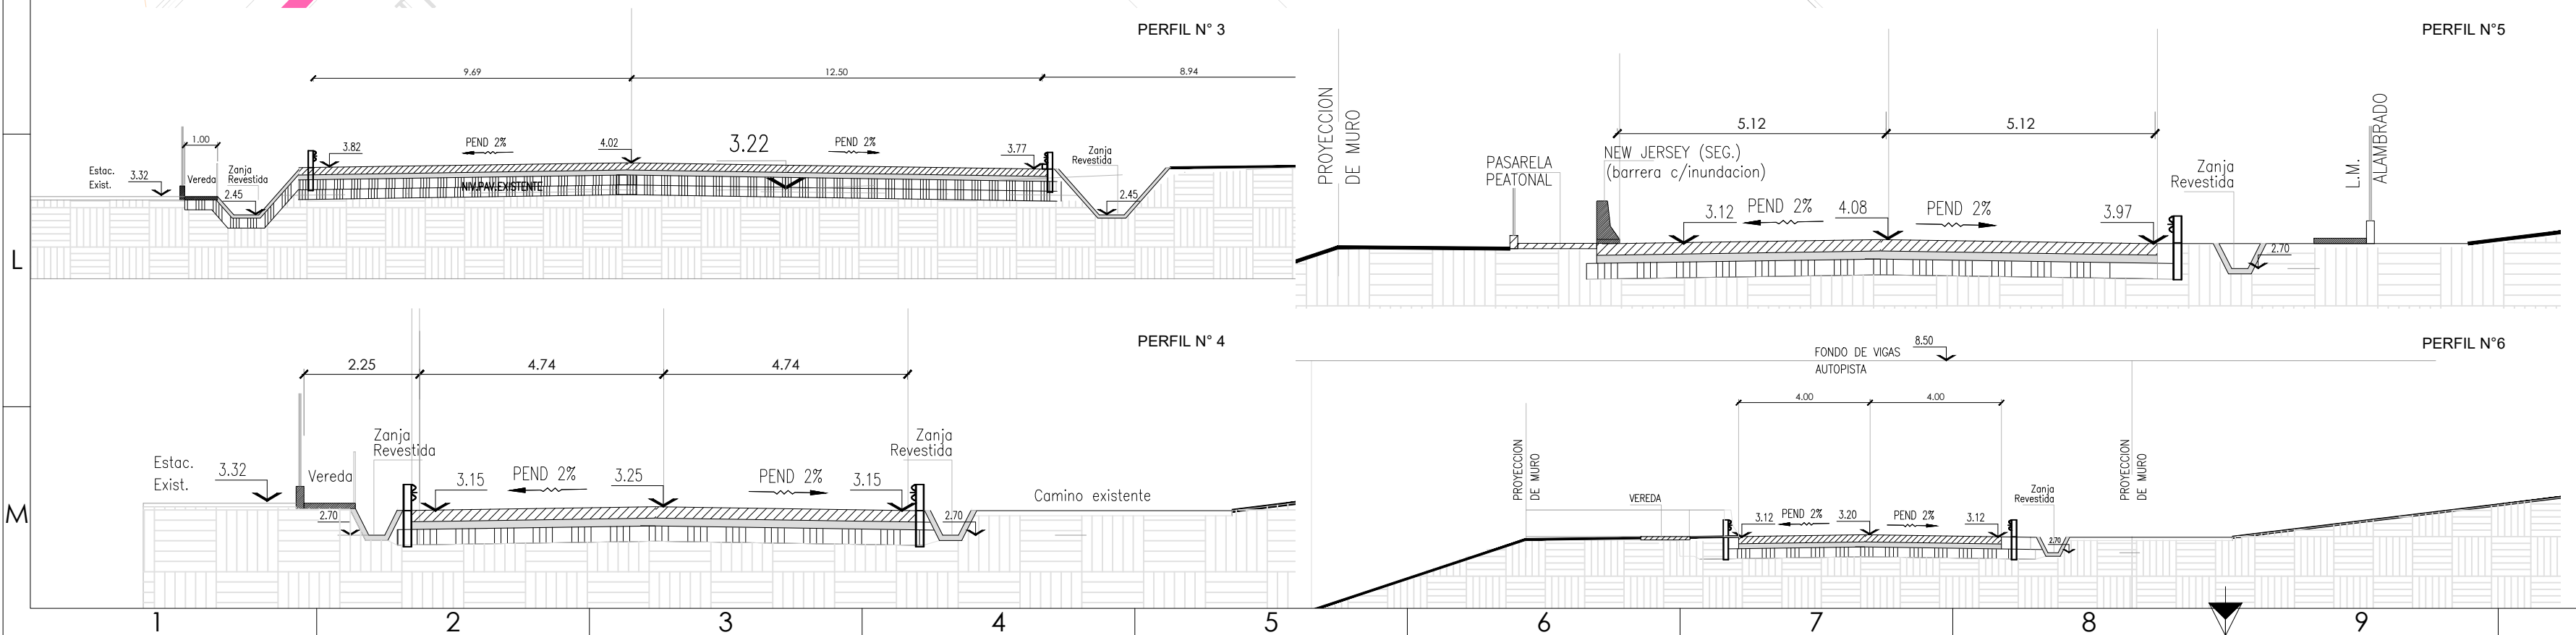 PERFIL N° 3
9.69
12.50
8.94
1.00
Estac.
Exist.
3.32
Vereda
Zanja
Revestida
2.45
3.82
PEND 2%
4.02
3.22
PEND 2%
3.77
NIV.PAV.EXISTENTE
Zanja
Revestida
2.45
PERFIL N°5
PROYECCION
DE MURO
5.12
5.12
PASARELA
PEATONAL
NEW JERSEY (SEG.)
(barrera c/inundacion)
3.12
PEND 2%
4.08
PEND 2%
3.97
Zanja
Revestida
2.70
L.M.
ALAMBRADO
L
PERFIL N° 4
2.25
4.74
4.74
Estac.
Exist.
3.32
Vereda
Zanja
Revestida
2.70
3.15
PEND 2%
3.25
PEND 2%
3.15
Zanja
Revestida
2.70
Camino existente
PERFIL N°6
8.50
FONDO DE VIGAS
AUTOPISTA
4.00
4.00
PROYECCION
DE MURO
VEREDA
3.12
PEND 2%
3.20
PEND 2%
3.12
Zanja
Revestida
2.70
PROYECCION
DE MURO
M
1
2
3
4
5
6
7
8
9